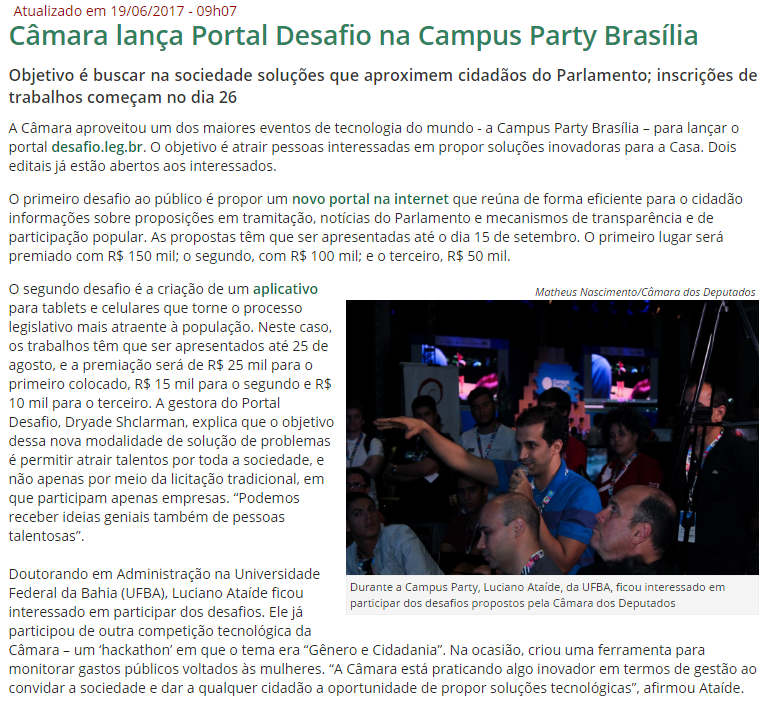 Atualizado em 19/06/2017 - 09h07
Câmara lança Portal Desafio na Campus Party Brasília
Objetivo é buscar na sociedade soluções que aproximem cidadãos do Parlamento; inscrições de
trabalhos começam no dia 26
A Câmara aproveitou um dos maiores eventos de tecnologia do mundo - a Campus Party Brasília – para lançar o
portal desafio.leg.br. O objetivo é atrair pessoas interessadas em propor soluções inovadoras para a Casa. Dois
editais já estão abertos aos interessados.
O primeiro desafio ao público é propor um novo portal na internet que reúna de forma eficiente para o cidadão
informações sobre proposições em tramitação, notícias do Parlamento e mecanismos de transparência e de
participação popular. As propostas têm que ser apresentadas até o dia 15 de setembro. O primeiro lugar será
premiado com R$ 150 mil; o segundo, com R$ 100 mil; e o terceiro, R$ 50 mil.
O segundo desafio é a criação de um aplicativo
para tablets e celulares que torne o processo
legislativo mais atraente à população. Neste caso,
os trabalhos têm que ser apresentados até 25 de
agosto, e a premiação será de R$ 25 mil para o
primeiro colocado, R$ 15 mil para o segundo e R$
10 mil para o terceiro. A gestora do Portal
Desafio, Dryade Shclarman, explica que o objetivo
dessa nova modalidade de solução de problemas
é permitir atrair talentos por toda a sociedade, e
não apenas por meio da licitação tradicional, em
que participam apenas empresas. “Podemos
receber ideias geniais também de pessoas
talentosas”.
Matheus Nascimento/Câmara dos Deputados
Durante a Campus Party, Luciano Ataíde, da UFBA, ficou interessado em
participar dos desafios propostos pela Câmara dos Deputados
Doutorando em Administração na Universidade
Federal da Bahia (UFBA), Luciano Ataíde ficou
interessado em participar dos desafios. Ele já
participou de outra competição tecnológica da
Câmara – um ‘hackathon’ em que o tema era “Gênero e Cidadania”. Na ocasião, criou uma ferramenta para
monitorar gastos públicos voltados às mulheres. “A Câmara está praticando algo inovador em termos de gestão ao
convidar a sociedade e dar a qualquer cidadão a oportunidade de propor soluções tecnológicas”, afirmou Ataíde.